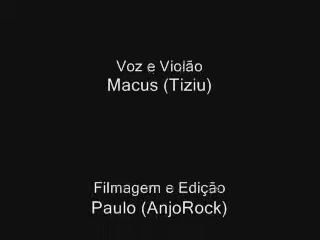 Voz e Violão
Macus (Tiziu)
Filmagem e Edição
Paulo (AnjoRock)